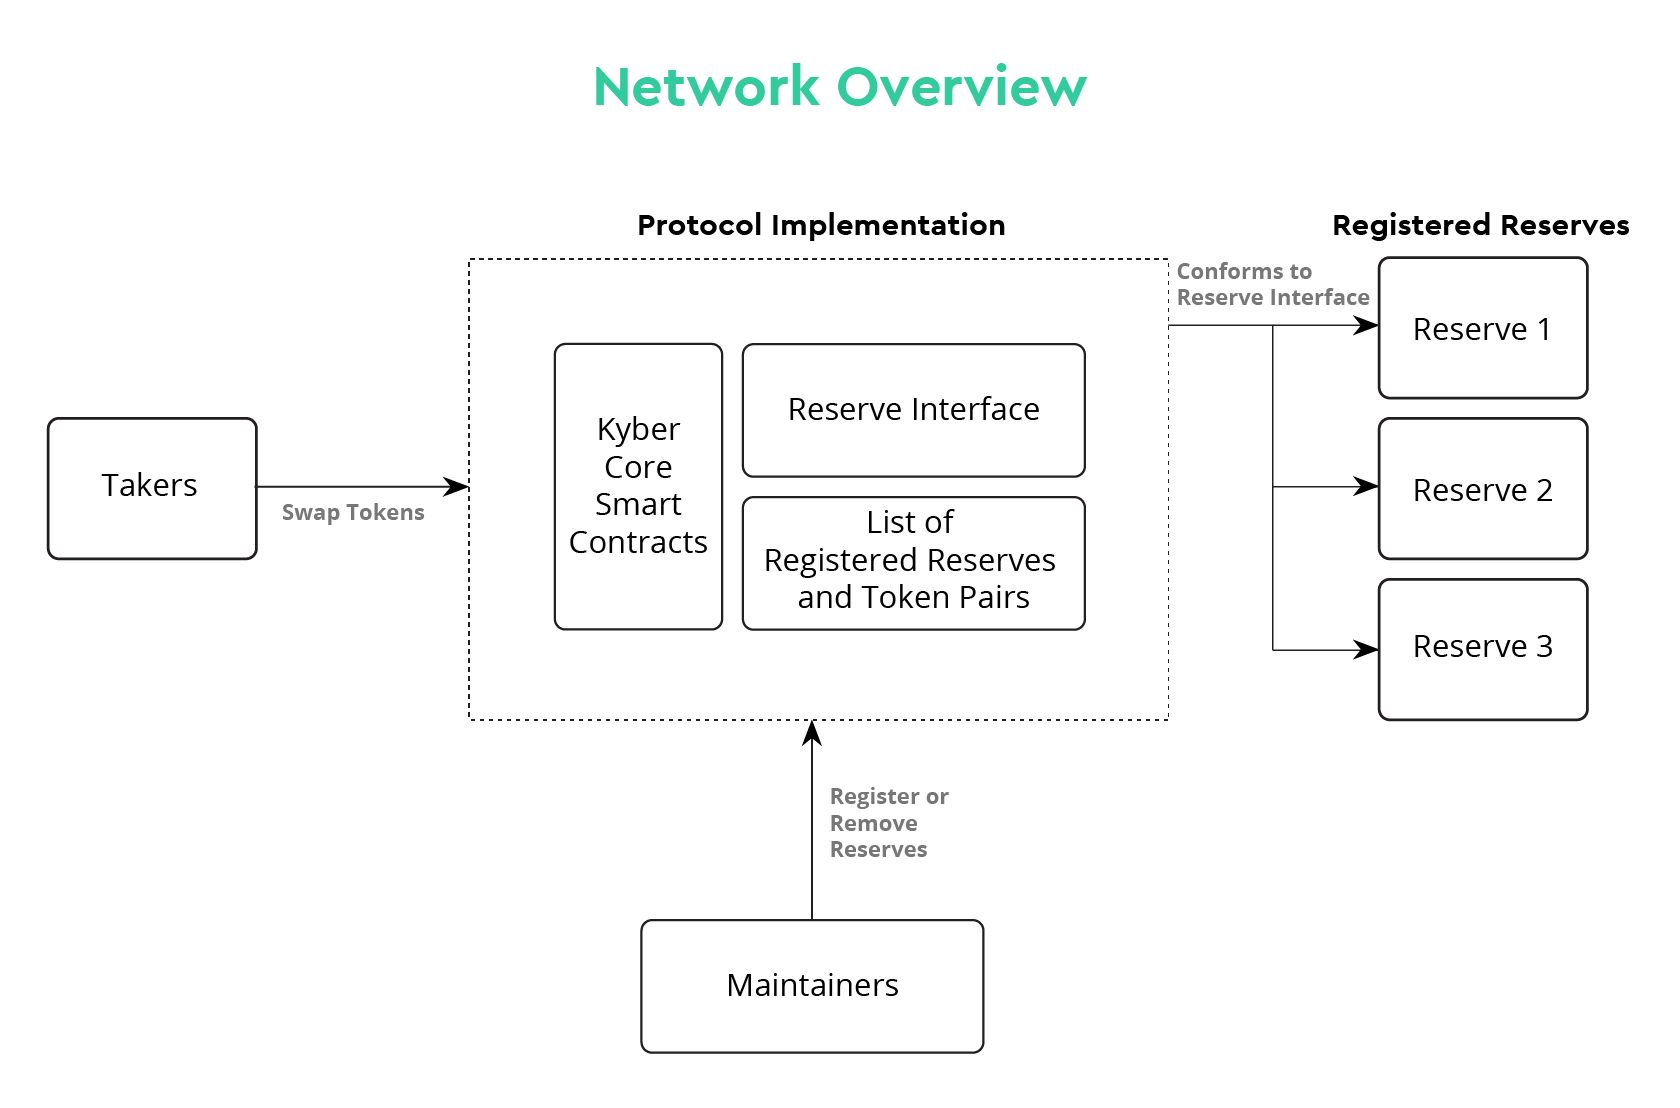 Network Overview
Protocol Implementation
Registered Reserves
Conforms to
Reserve Interface
Reserve 1
Kyber
Core
Smart
Contracts
Reserve Interface
Takers
Swap Tokens
Reserve 2
List of
Registered Reserves
and Token Pairs
Reserve 3
Register or
Remove
Reserves
Maintainers